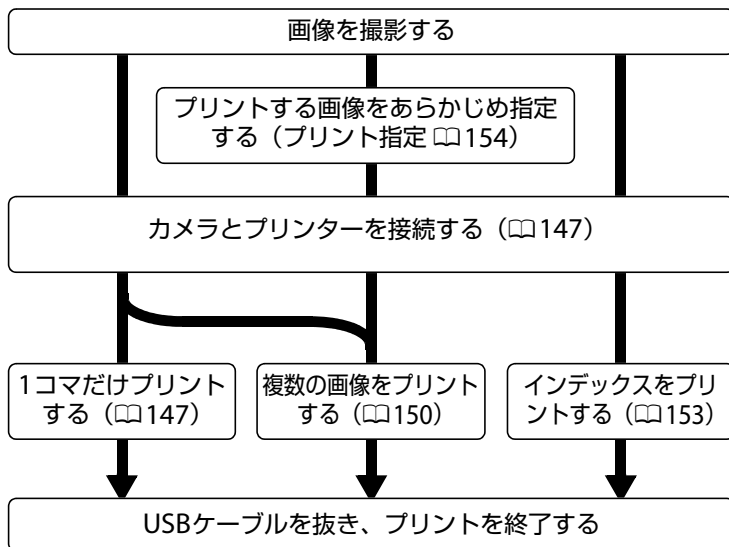 画像を撮影する
プリントする画像をあらかじめ指定
する（プリント指定 📖154）
カメラとプリンターを接続する（📖147）
1コマだけプリント
する（📖147）
複数の画像をプリント
する（📖150）
インデックスをプリ
ントする（📖153）
USBケーブルを抜き、プリントを終了する